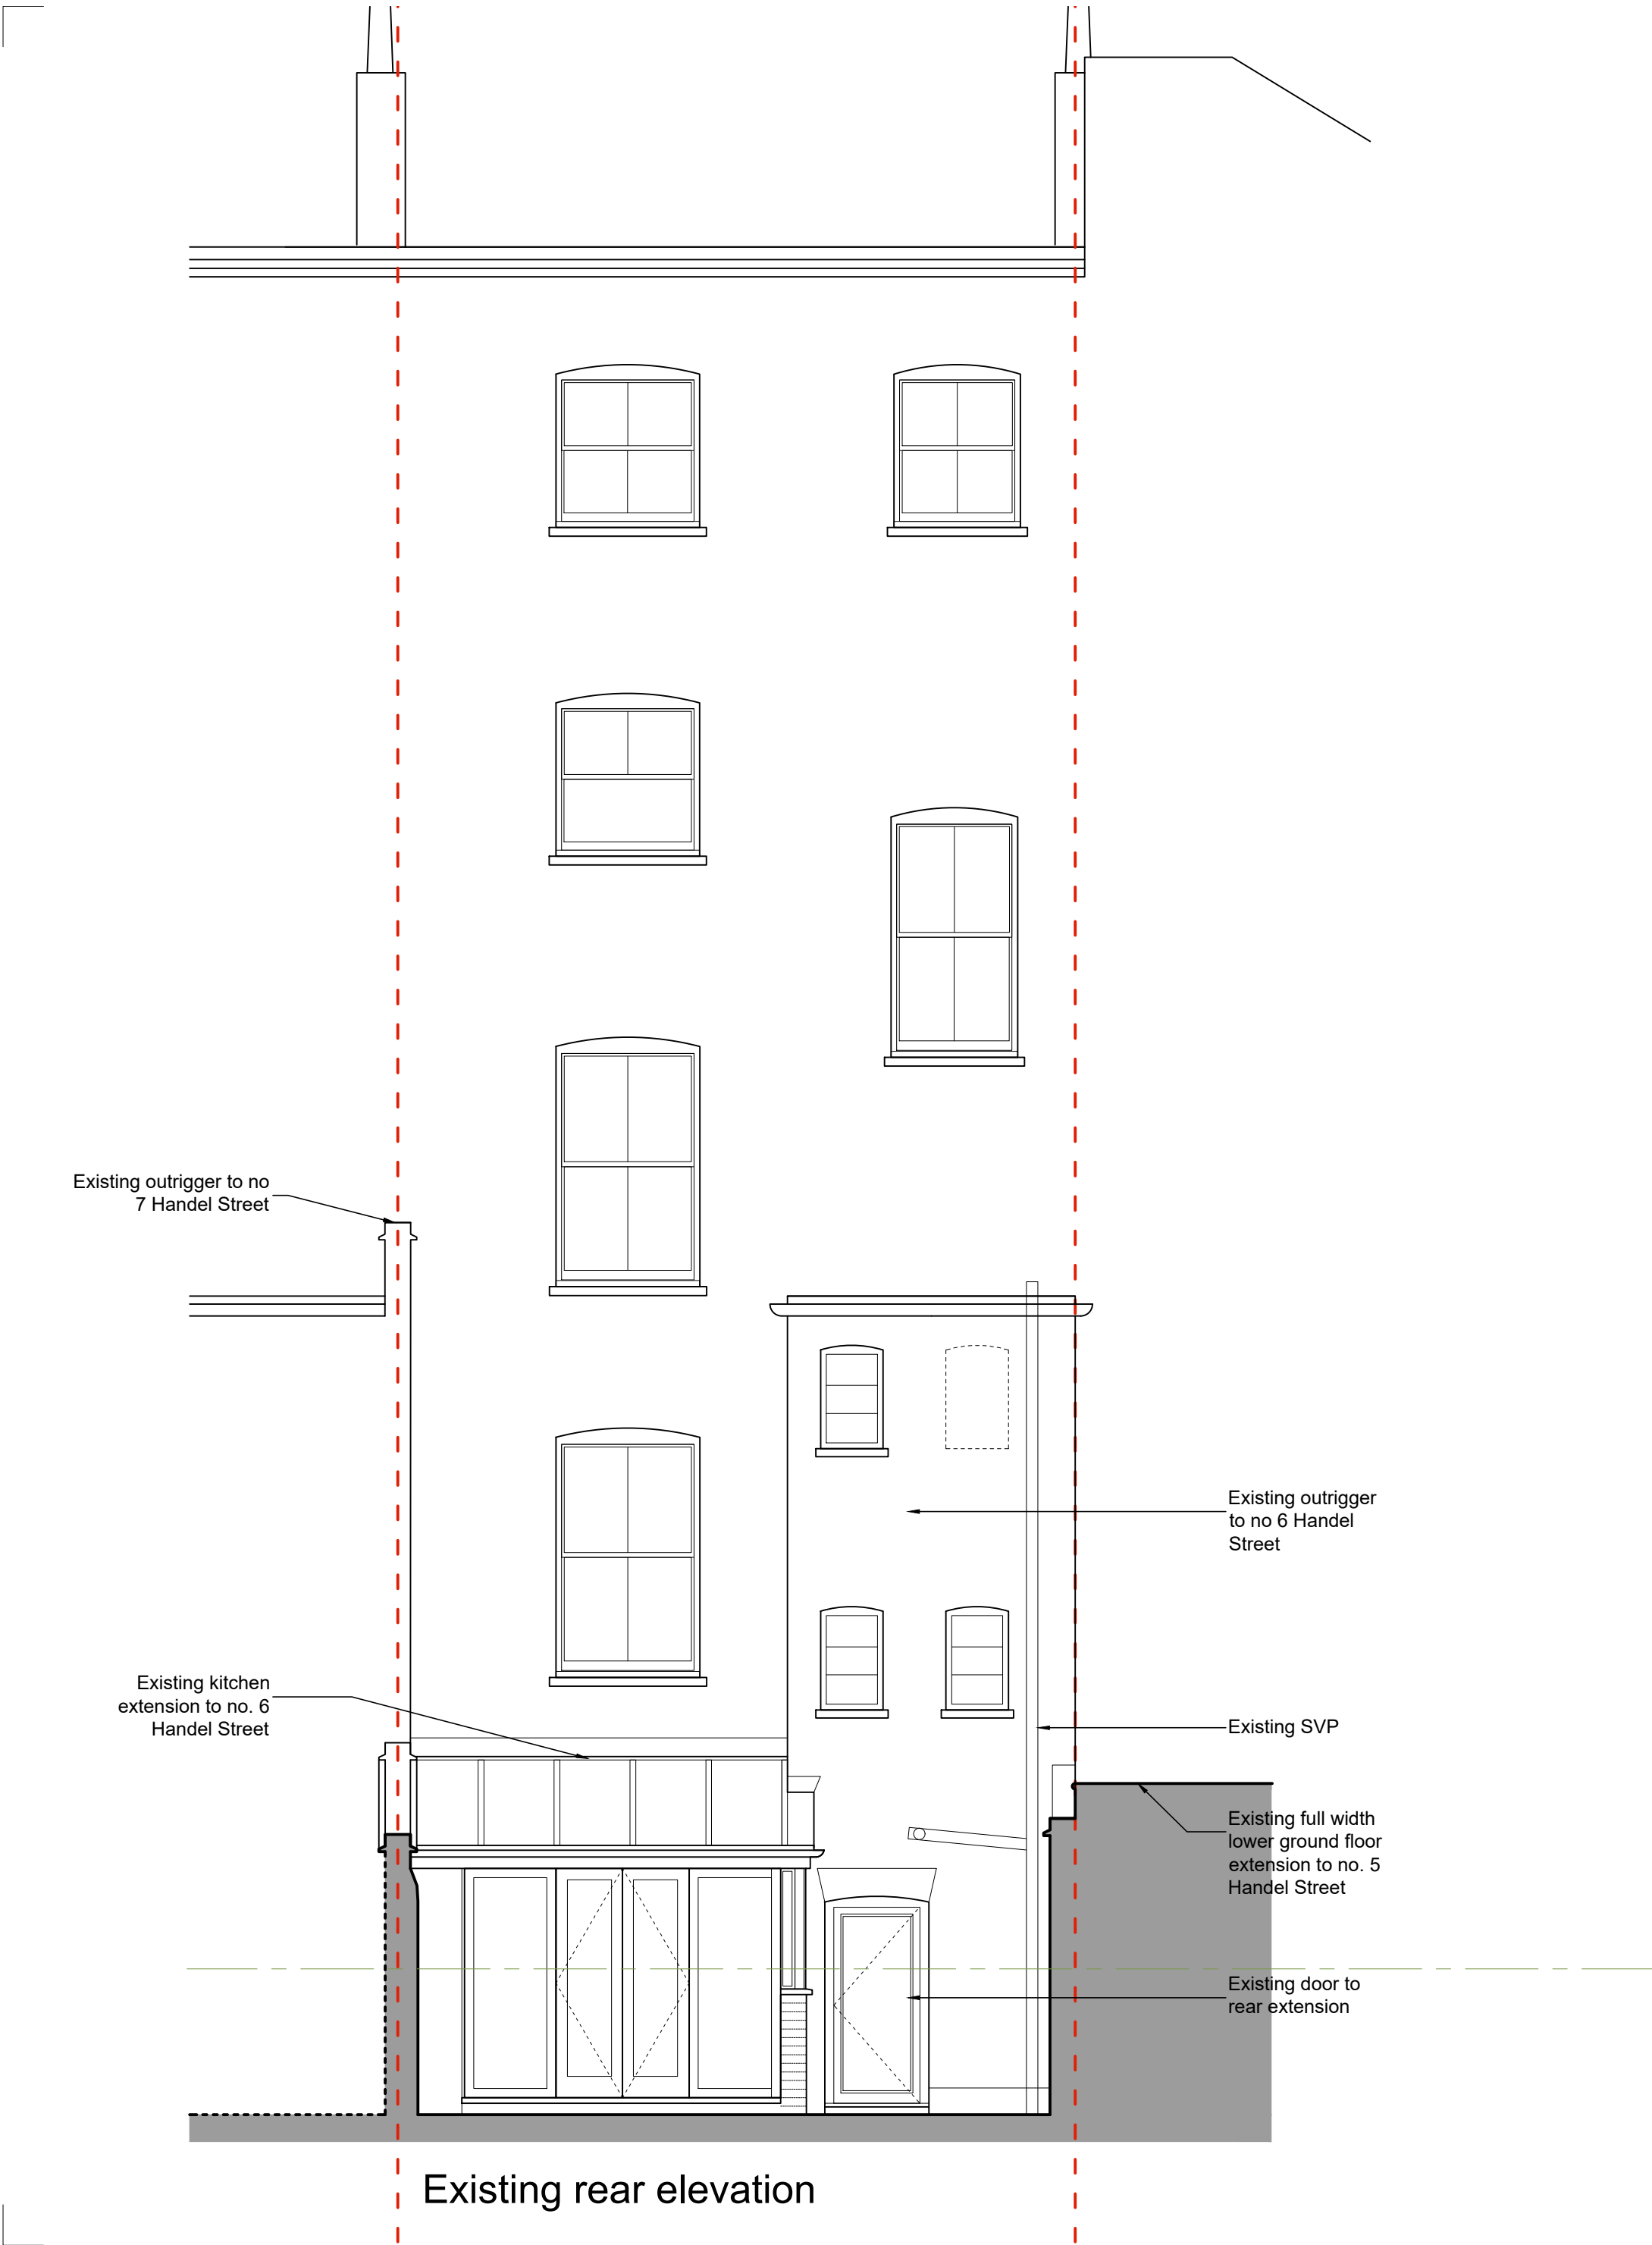 Existing outrigger to no
7 Handel Street
Existing outrigger
to no 6 Handel
Street
Existing kitchen
extension to no. 6
Handel Street
Existing SVP
Existing full width
lower ground floor
extension to no. 5
Handel Street
Existing door to
rear extension
Existing rear elevation